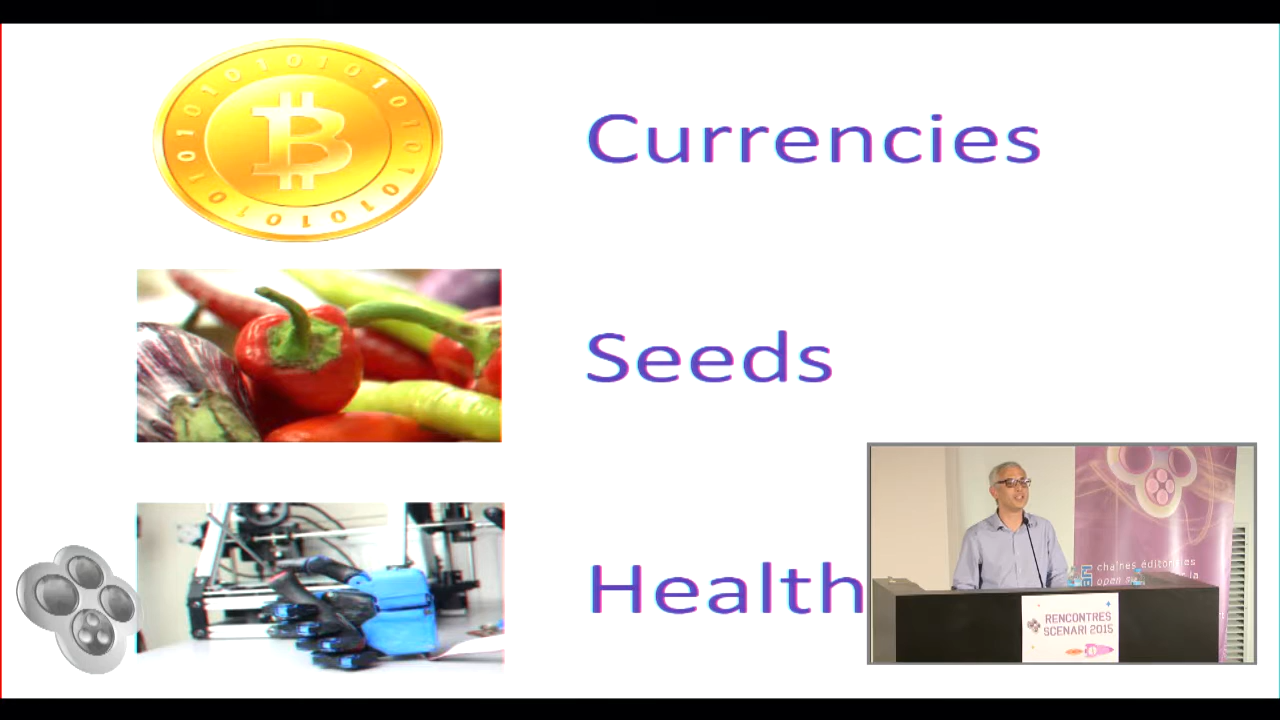 Currencies
Seeds
Health
chaînes éditoriales
open
RENCONTRES
SCENARI 2015